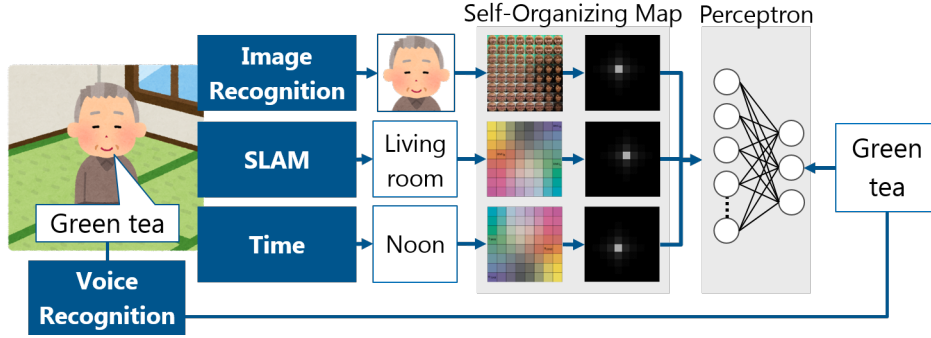 Self-Organizing Map
Perceptron
Image
Recognition
SLAM
Living
room
Green
tea
Green tea
Time
Noon
Voice
Recognition